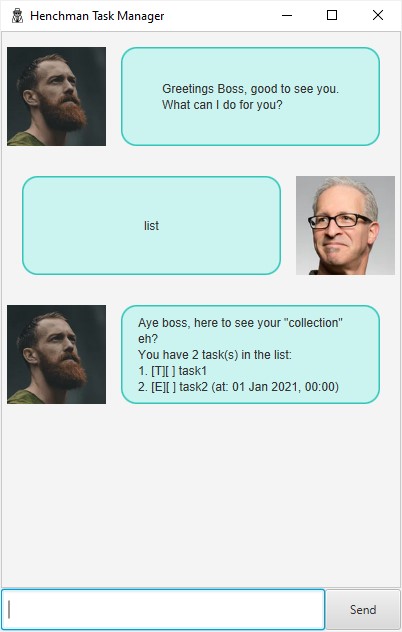 Henchman Task Manager
Greetings Boss, good to see you.
What can I do for you?
list
Aye boss, here to see your "collection"
eh?
You have 2 task(s) in the list:
1. [T][ ] task1
2. [E][ ] task2 (at: 01 Jan 2021, 00:00)
Send